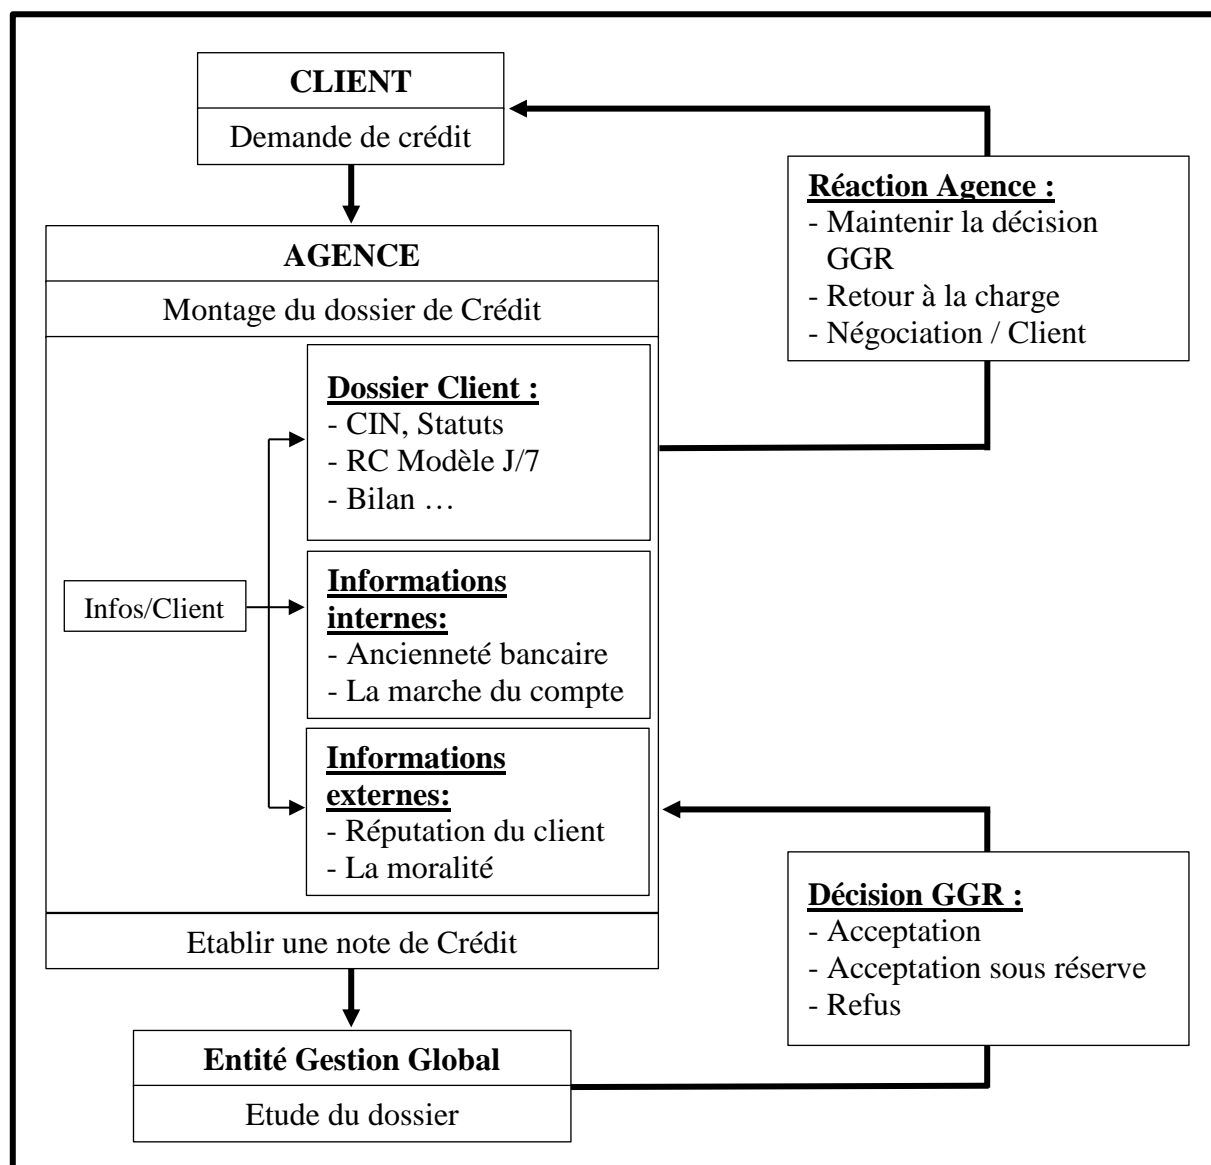 CLIENT
Demande de crédit
Réaction Agence :
- Maintenir la décision
GGR
- Retour à la charge
- Négociation / Client
AGENCE
Montage du dossier de Crédit
Dossier Client :
- CIN, Statuts
- RC Modèle J/7
- Bilan …
Infos/Client
Informations
internes:
- Ancienneté bancaire
- La marche du compte
Informations
externes:
- Réputation du client
- La moralité
Etablir une note de Crédit
Décision GGR :
- Acceptation
- Acceptation sous réserve
- Refus
Entité Gestion Global
Etude du dossier